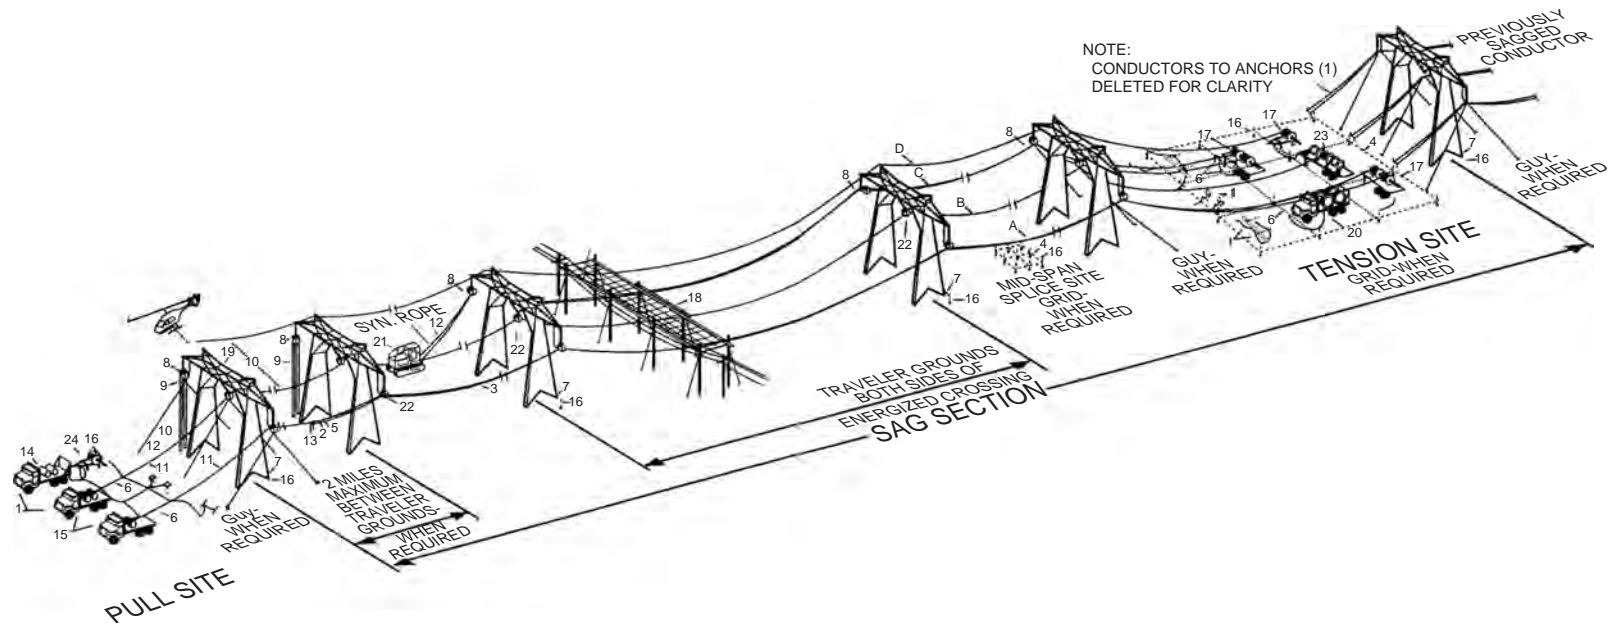 NOTE:
CONDUCTORS TO ANCHORS (1)
DELETED FOR CLARITY
PREVIOUSLY
SAGGED
CONDUCTOR
17
16
17
23
4
7
16
17
GUY-
WHEN
REQUIRED
6
1
6
20
1
TENSION SITE
GRID-WHEN
REQUIRED
8
D
C
B
A
8
22
4
16
7
16
MID-SPAN
SPLICE SITE
GRID-
WHEN
REQUIRED
GUY-
WHEN
REQUIRED
18
8
SYN. ROPE
12
21
22
3
7
16
TRAVELER GROUNDS
BOTH SIDES OF
ENERGIZED CROSSING
SAG SECTION
8
9
19
10
22
13
2
5
8
9
10
12
11
11
7
16
14
24
16
6
6
1
15
GUY-
WHEN
REQUIRED
2 MILES
MAXIMUM
BETWEEN
TRAVELER
GROUNDS-
WHEN
REQUIRED
PULL SITE